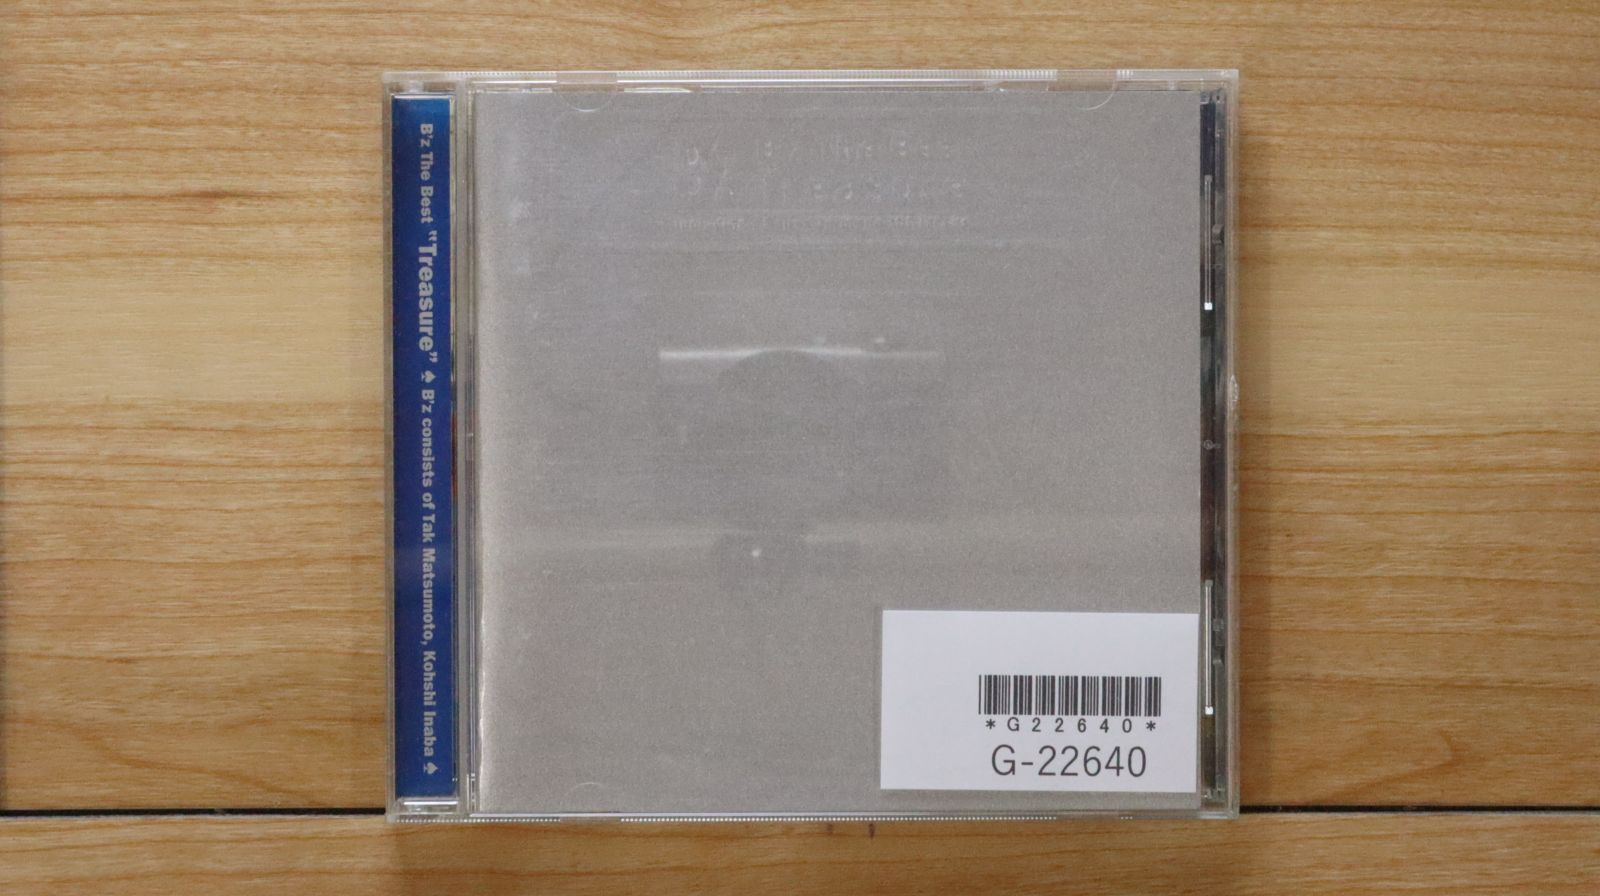 B'z The Best "Treasure" ♠ B'z consists of Tak Matsumoto, Kohshi Inaba ♠
*G22640*
G-22640